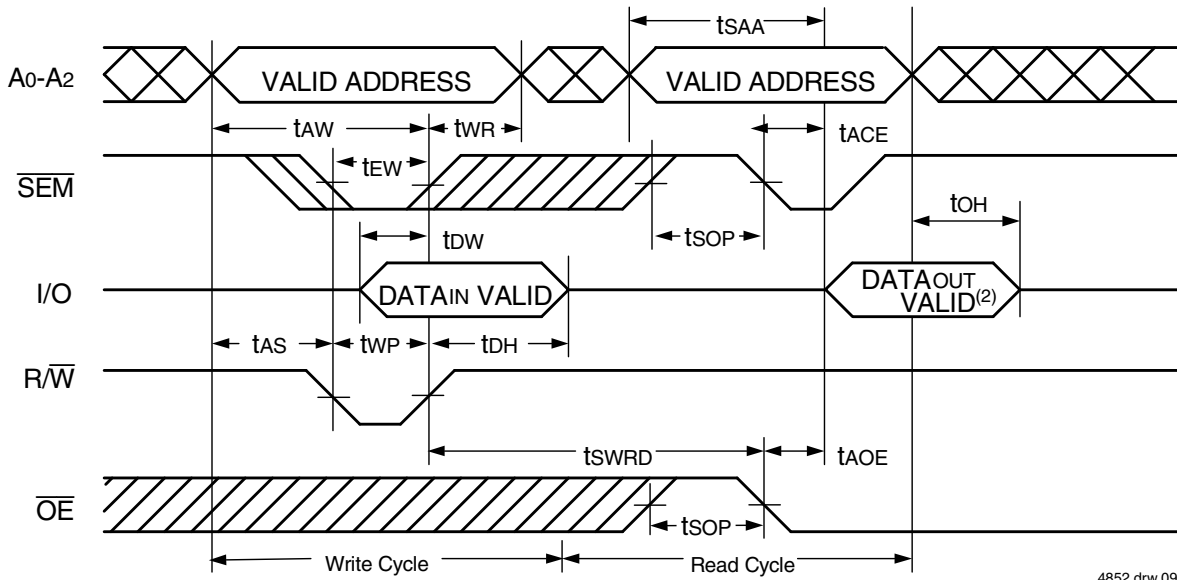 tSAA
A0-A2
VALID ADDRESS
VALID ADDRESS
tAW
tWR
tACE
tEW
SEM
tSOP
tOH
tDW
I/O
DATAIN VALID
DATAOUT
VALID(2)
tAS
tWP
tDH
R/W
tSWRD
tAOE
OE
tSOP
Write Cycle
Read Cycle
4852 drw 09